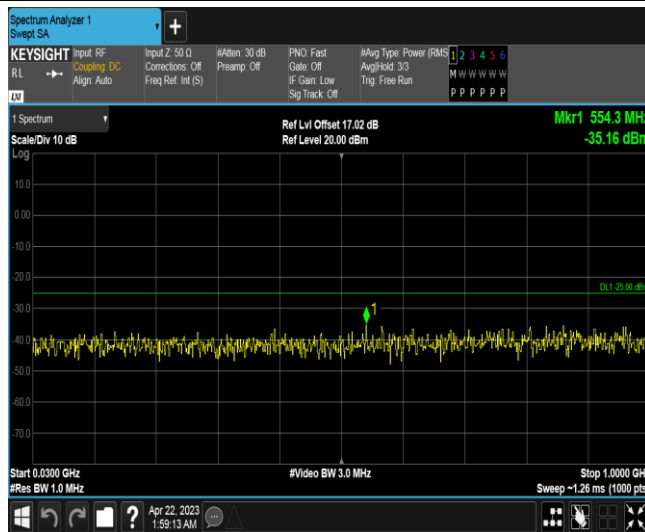 Spectrum Analyzer 1
Swept SA
+
KEYSIGHT
RL
LXI
Input: RF
Coupling: DC
Align: Auto
Input Z: 50 Ω
Corrections: Off
Freq Ref: Int (S)
#Atten: 30 dB
Preamp: Off
PNO: Fast
Gate: Off
IF Gain: Low
Sig Track: Off
#Avg Type: Power (RMS
Avg|Hold: 3/3
Trig: Free Run
1 2 3 4 5 6
M W W W W W
P P P P P P
1 Spectrum
Scale/Div 10 dB
Log
Ref Lvl Offset 17.02 dB
Ref Level 20.00 dBm
Mkr1 554.3 MHz
-35.16 dBm
10.0
0.00
-10.0
-20.0
DL1 -25.00 dBm
1
-30.0
-40.0
-50.0
-60.0
-70.0
Start 0.0300 GHz
#Res BW 1.0 MHz
#Video BW 3.0 MHz
Stop 1.0000 GH
Sweep ~1.26 ms (1000 pts
?
Apr 22, 2023
1:59:13 AM